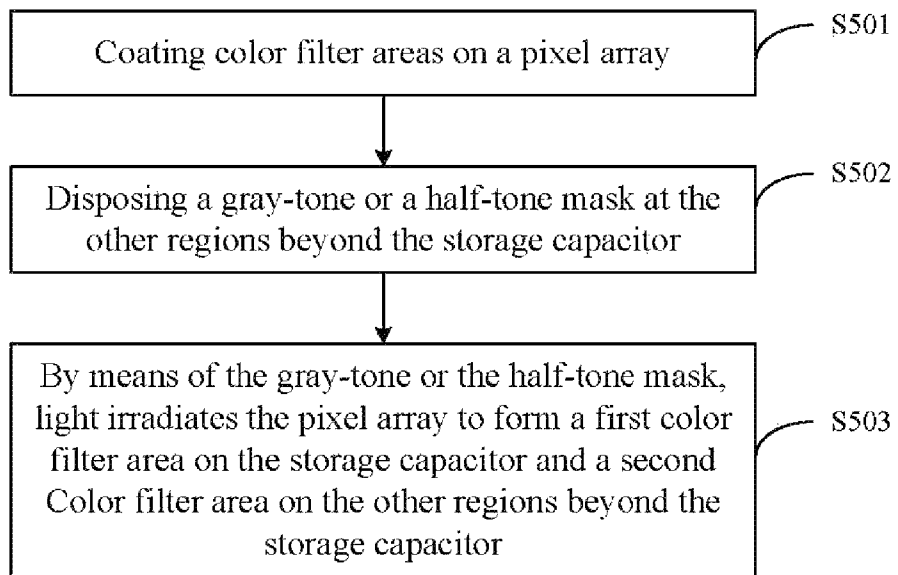 Coating color filter areas on a pixel array
S501
Disposing a gray-tone or a half-tone mask at the
other regions beyond the storage capacitor
S502
By means of the gray-tone or the half-tone mask,
light irradiates the pixel array to form a first color
filter area on the storage capacitor and a second
Color filter area on the other regions beyond the
storage capacitor
S503